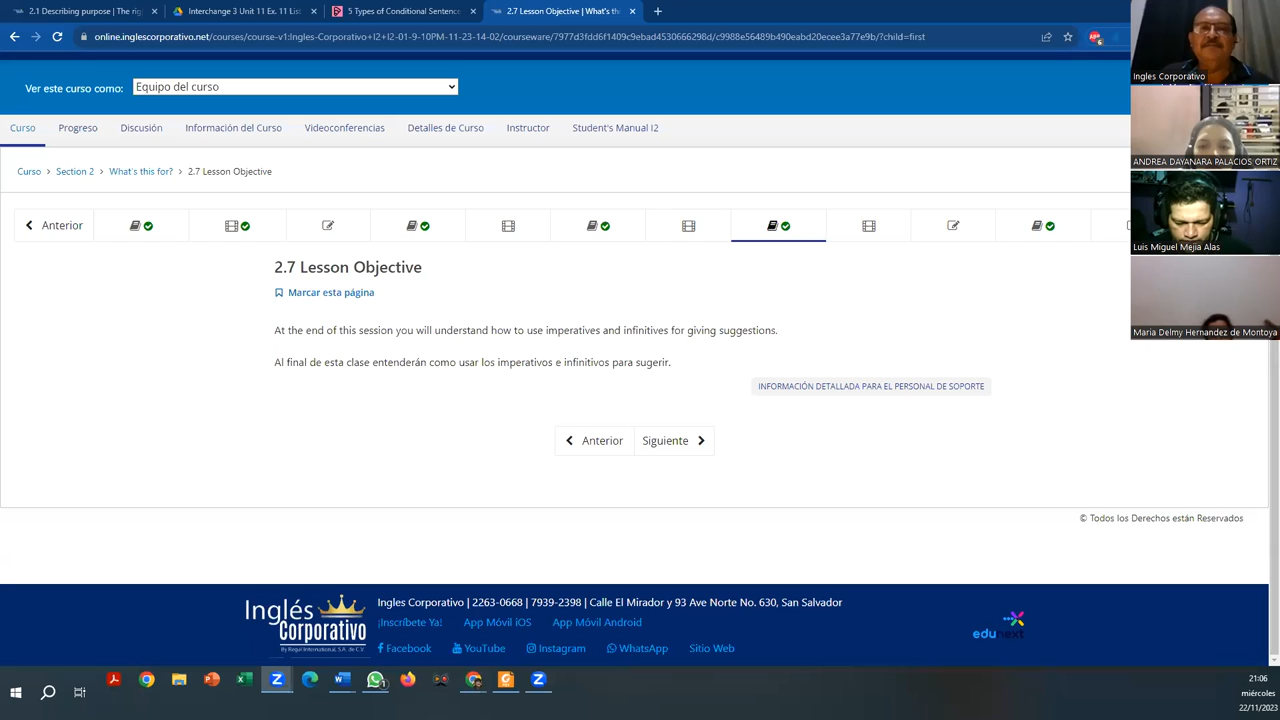 2.1 Describing purpose | The rig
Interchange 3 Unit 11 Ex. 11 List
5 Types of Conditional Sentenc
2.7 Lesson Objective | What's th
online.inglescorporativo.net/courses/course-v1:Ingles-Corporativo+I2+I2-01-9-10PM-11-23-14-02/courseware/7977d3fdd6f1409c9ebad4530666298d/c9988e56489b490eabd20ecee3a77e9b/?child=first
Ingles Corporativo
Ver este curso como:
Equipo del curso
Curso
Progreso
Discusión
Información del Curso
Videoconferencias
Detalles de Curso
Instructor
Student's Manual I2
ANDREA DAYANARA PALACIOS ORTIZ
Curso > Section 2 > What's this for? > 2.7 Lesson Objective
Anterior
Luis Miguel Mejia Alas
2.7 Lesson Objective
Marcar esta página
At the end of this session you will understand how to use imperatives and infinitives for giving suggestions.
Maria Delmy Hernandez de Montoya
Al final de esta clase entenderán como usar los imperativos e infinitivos para sugerir.
INFORMACIÓN DETALLADA PARA EL PERSONAL DE SOPORTE
Anterior
Siguiente
© Todos los Derechos están Reservados
Inglés
Corporativo
By Regal International, S.A. de C.V.
Ingles Corporativo | 2263-0668 | 7939-2398 | Calle El Mirador y 93 Ave Norte No. 630, San Salvador
¡Inscríbete Ya!
App Móvil iOS
App Móvil Android
Facebook
YouTube
Instagram
WhatsApp
Sitio Web
edunext
21:06
miércoles
22/11/2023